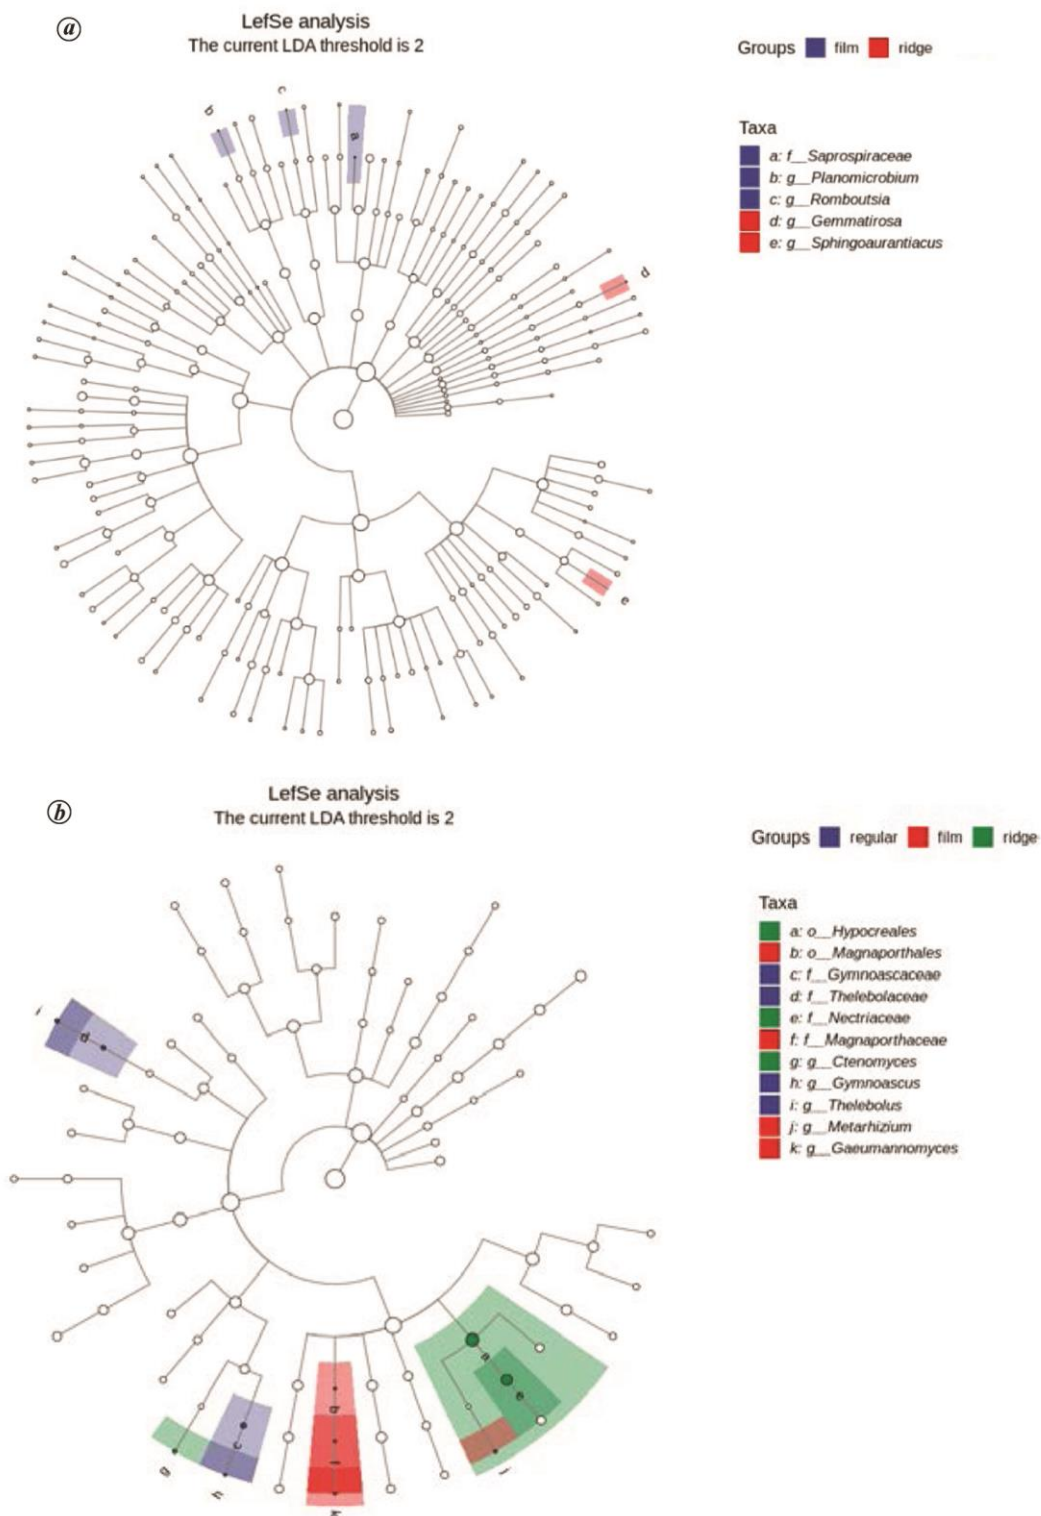 a
LefSe analysis
The current LDA threshold is 2
Groups film ridge
Taxa
a: f__Saprospiraceae
b: g__Planomicrobium
c: g__Romboutsia
d: g__Gemmatirosa
e: g__Sphingoaurantiacus
b
c
a
d
e
b
LefSe analysis
The current LDA threshold is 2
Groups regular film ridge
Taxa
a: o__Hypocreales
b: o__Magnaporthales
c: f__Gymnoascaceae
d: f__Thelebolaceae
e: f__Nectriaceae
f: f__Magnaporthaceae
g: g__Ctenomyces
h: g__Gymnoascus
i: g__Thelebolus
j: g__Metarhizium
k: g__Gaeumannomyces
i
d
a
e
b
f
c
g
h
k
j